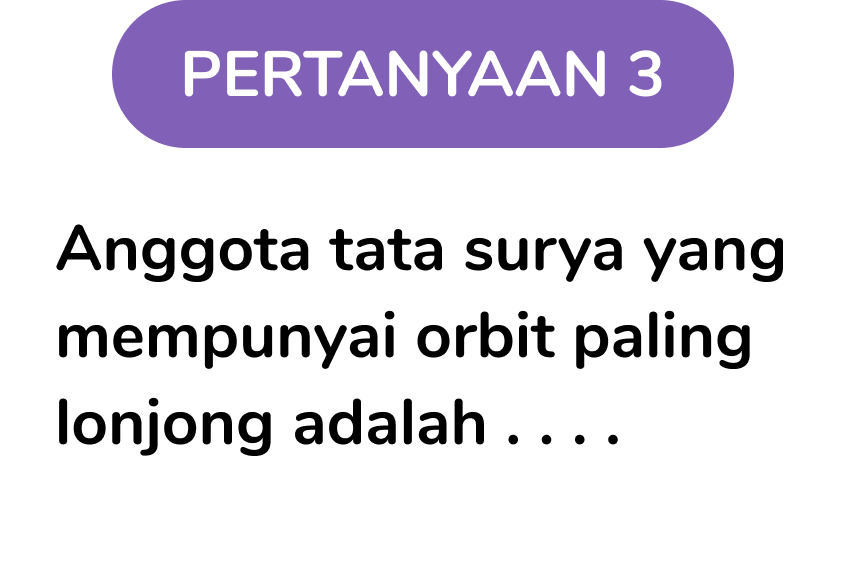 PERTANYAAN 3
Anggota tata surya yang
mempunyai orbit paling
lonjong adalah . . . .